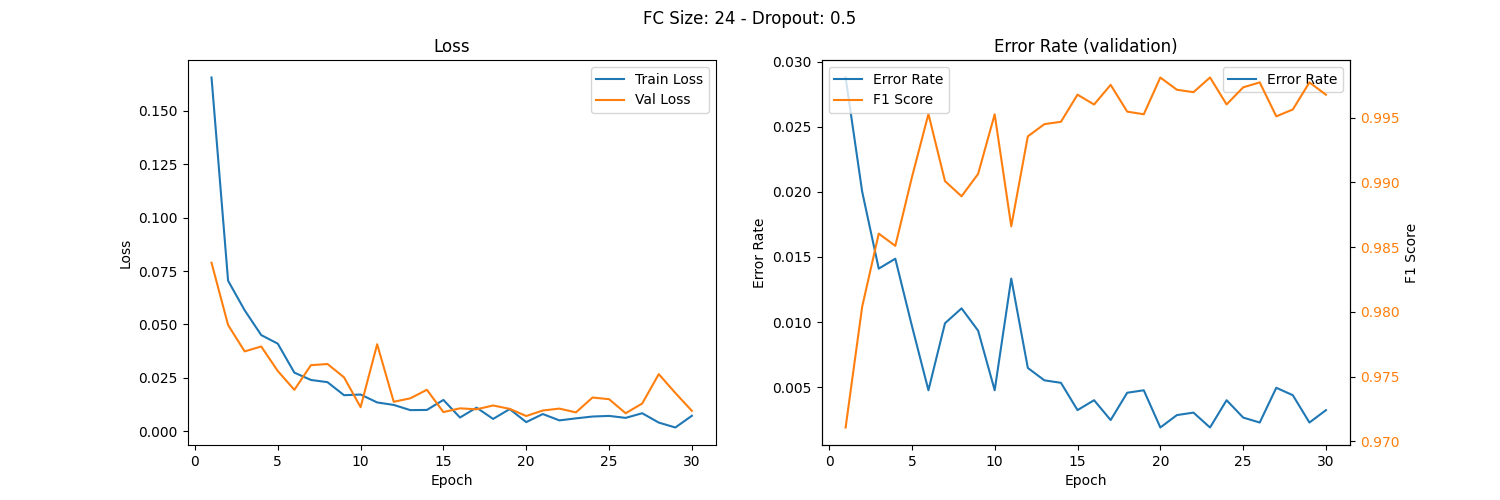 FC Size: 24 - Dropout: 0.5
Loss
Train Loss
Val Loss
Loss
0.150
0.125
0.100
0.075
0.050
0.025
0.000
0
5
10
15
20
25
30
Epoch
Error Rate (validation)
Error Rate
F1 Score
Error Rate
Error Rate
0.030
0.025
0.020
0.015
0.010
0.005
0
5
10
15
20
25
30
Epoch
0.995
0.990
0.985
0.980
0.975
0.970
F1 Score